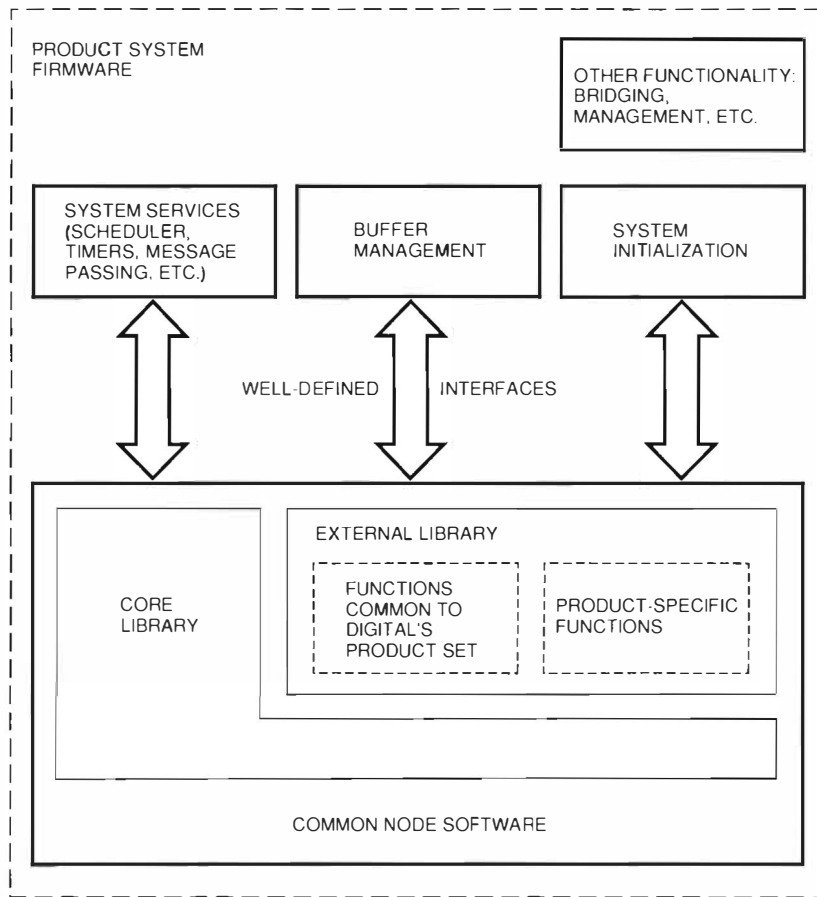 PRODUCT SYSTEM
FIRMWARE
OTHER FUNCTIONALITY:
BRIDGING,
MANAGEMENT, ETC.
SYSTEM SERVICES
(SCHEDULER,
TIMERS, MESSAGE
PASSING, ETC.)
BUFFER
MANAGEMENT
SYSTEM
INITIALIZATION
WELL-DEFINED INTERFACES
CORE
LIBRARY
EXTERNAL LIBRARY
FUNCTIONS
COMMON TO
DIGITAL'S
PRODUCT SET
PRODUCT-SPECIFIC
FUNCTIONS
COMMON NODE SOFTWARE